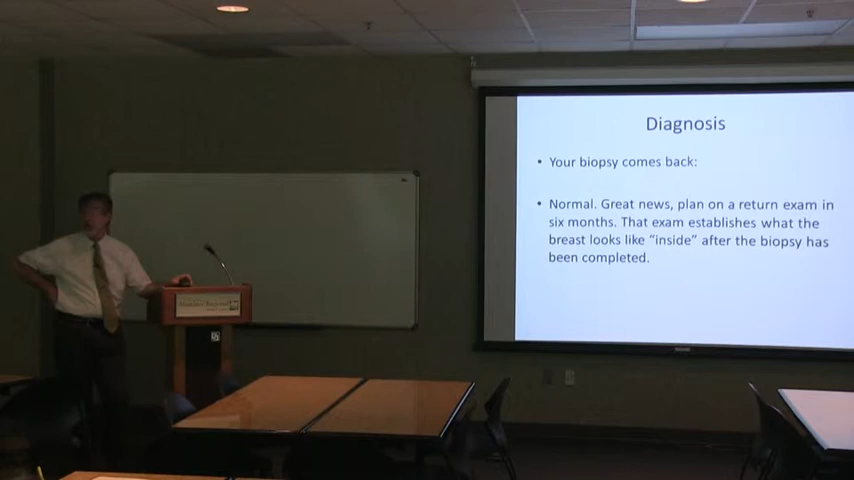 Diagnosis
• Your biopsy comes back:
• Normal. Great news, plan on a return exam in
six months. That exam establishes what the
breast looks like “inside” after the biopsy has
been completed.